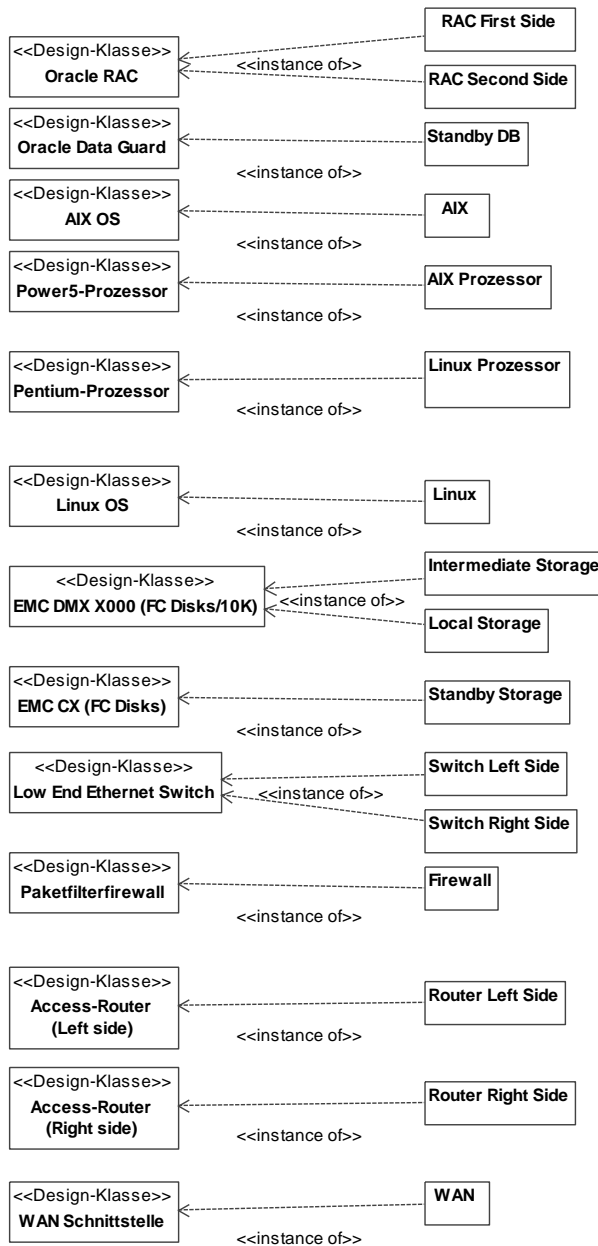 RAC First Side
<<Design-Klasse>>
Oracle RAC
<<instance of>>
RAC Second Side
<<Design-Klasse>>
Oracle Data Guard
Standby DB
<<instance of>>
<<Design-Klasse>>
AIX OS
AIX
<<instance of>>
<<Design-Klasse>>
Power5-Prozessor
AIX Prozessor
<<instance of>>
<<Design-Klasse>>
Pentium-Prozessor
Linux Prozessor
<<instance of>>
<<Design-Klasse>>
Linux OS
Linux
<<instance of>>
Intermediate Storage
<<Design-Klasse>>
EMC DMX X000 (FC Disks/10K)
<<instance of>>
Local Storage
<<Design-Klasse>>
EMC CX (FC Disks)
Standby Storage
<<instance of>>
Switch Left Side
<<Design-Klasse>>
Low End Ethernet Switch
<<instance of>>
Switch Right Side
<<Design-Klasse>>
Paketfilterfirewall
Firewall
<<instance of>>
<<Design-Klasse>>
Access-Router
(Left side)
Router Left Side
<<instance of>>
<<Design-Klasse>>
Access-Router
(Right side)
Router Right Side
<<instance of>>
<<Design-Klasse>>
WAN Schnittstelle
WAN
<<instance of>>